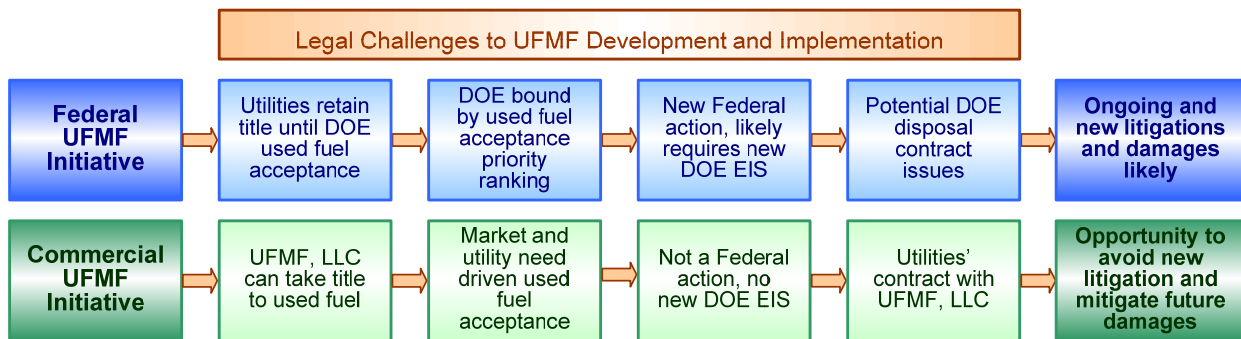 Legal Challenges to UFMF Development and Implementation
Federal
UFMF
Initiative
Utilities retain
title until DOE
used fuel
acceptance
DOE bound
by used fuel
acceptance
priority
ranking
New Federal
action, likely
requires new
DOE EIS
Potential DOE
disposal
contract
issues
Ongoing and
new litigations
and damages
likely
Commercial
UFMF
Initiative
UFMF, LLC
can take title
to used fuel
Market and
utility need
driven used
fuel
acceptance
Not a Federal
action, no
new DOE EIS
Utilities'
contract with
UFMF, LLC
Opportunity to
avoid new
litigation and
mitigate future
damages